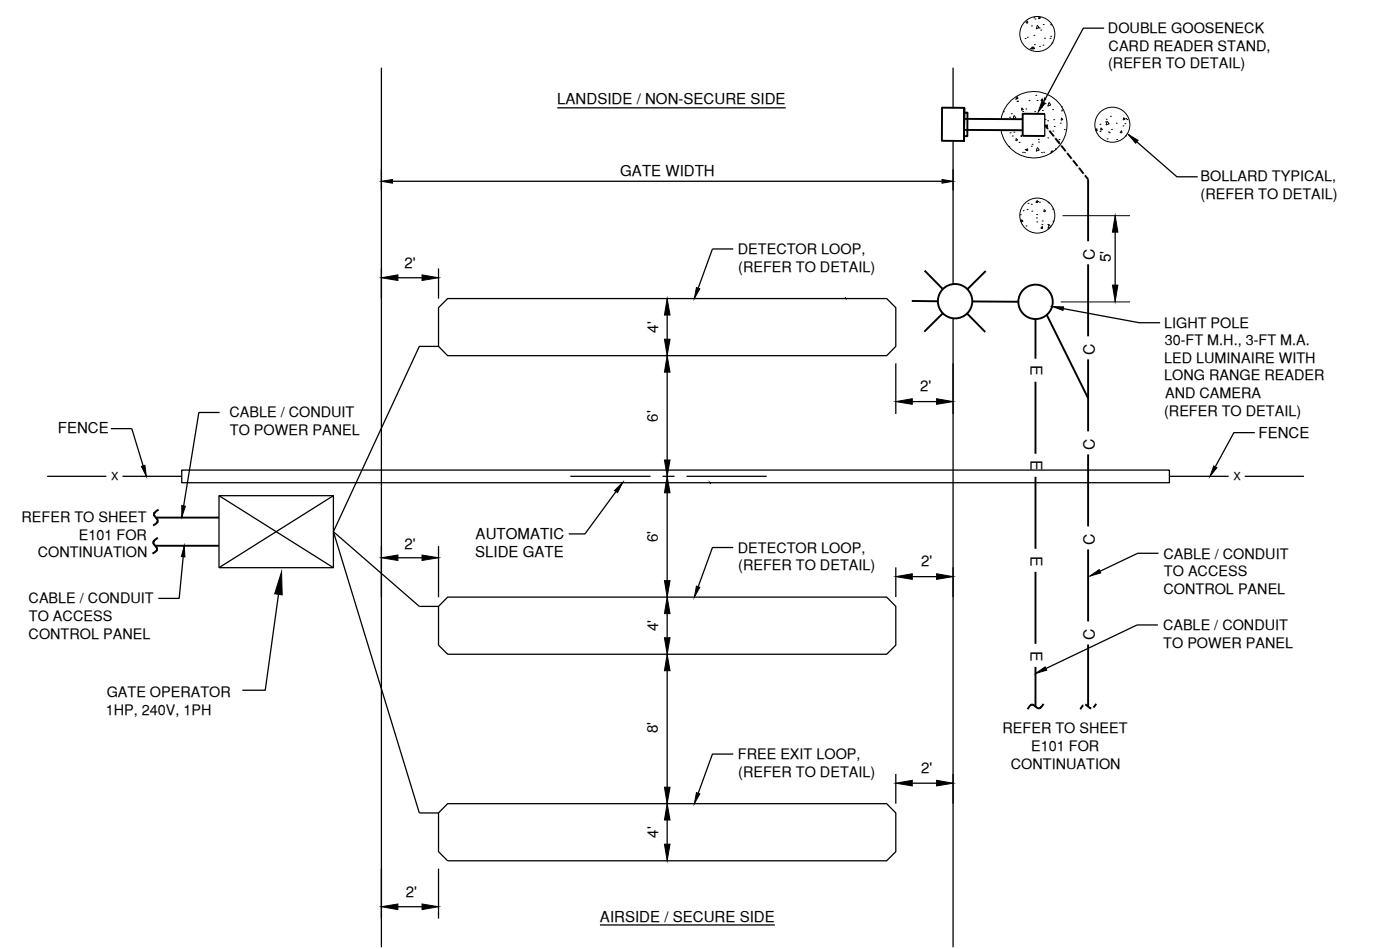 DOUBLE GOOSENECK
CARD READER STAND,
(REFER TO DETAIL)
LANDSIDE / NON-SECURE SIDE
GATE WIDTH
BOLLARD TYPICAL,
(REFER TO DETAIL)
DETECTOR LOOP,
(REFER TO DETAIL)
2'
C
5'
4'
LIGHT POLE
30-FT M.H., 3-FT M.A.
LED LUMINAIRE WITH
LONG RANGE READER
AND CAMERA
(REFER TO DETAIL)
C
E
2'
CABLE / CONDUIT
TO POWER PANEL
6'
FENCE
FENCE
C
E
X
X
REFER TO SHEET
E101 FOR
CONTINUATION
AUTOMATIC
SLIDE GATE
6'
C
2'
DETECTOR LOOP,
(REFER TO DETAIL)
2'
E
CABLE / CONDUIT
TO ACCESS
CONTROL PANEL
CABLE / CONDUIT
TO ACCESS
CONTROL PANEL
4'
C
E
CABLE / CONDUIT
TO POWER PANEL
GATE OPERATOR
1HP, 240V, 1PH
8'
REFER TO SHEET
E101 FOR
CONTINUATION
FREE EXIT LOOP,
(REFER TO DETAIL)
2'
4'
2'
AIRSIDE / SECURE SIDE